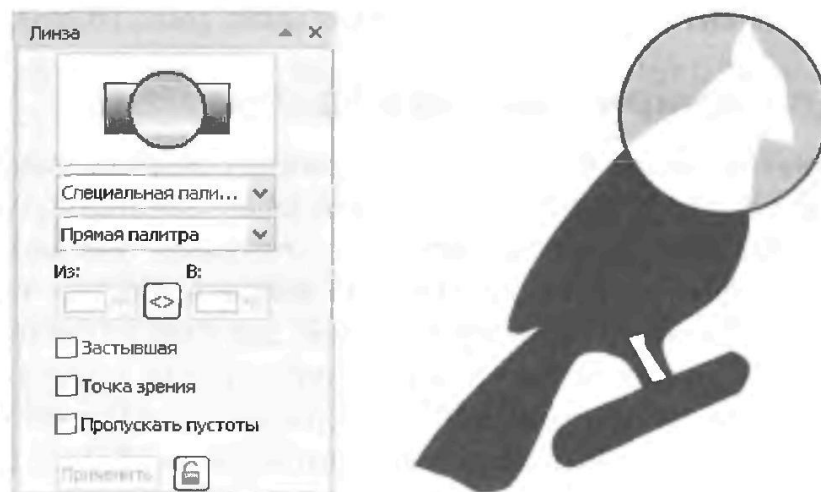 Линза
Специальная пали...
Прямая палитра
Из: В:
<>
Застывшая
Точка зрения
Пропускать пустоты
Применить